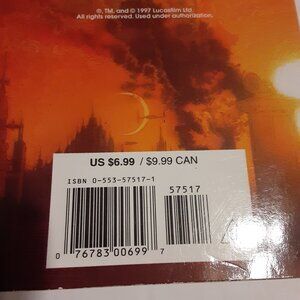 ©, TM, and © 1997 Lucasfilm Ltd.
All rights reserved. Used under authorization.
US $6.99 / $9.99 CAN
ISBN 0-553-57517-1
57517
0 76783 00699 7